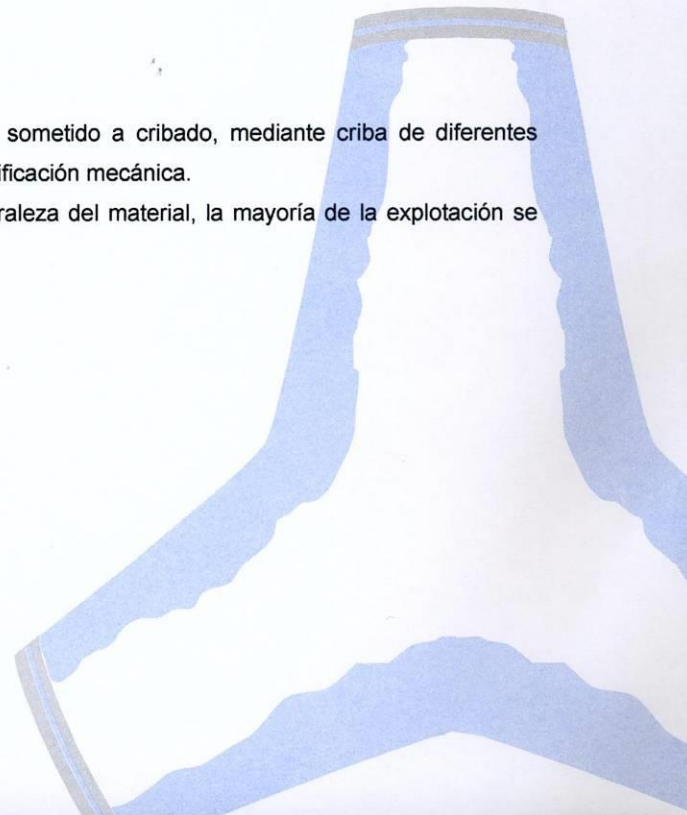 sometido a cribado, mediante criba de diferentes
ificación mecánica.
raleza del material, la mayoría de la explotación se